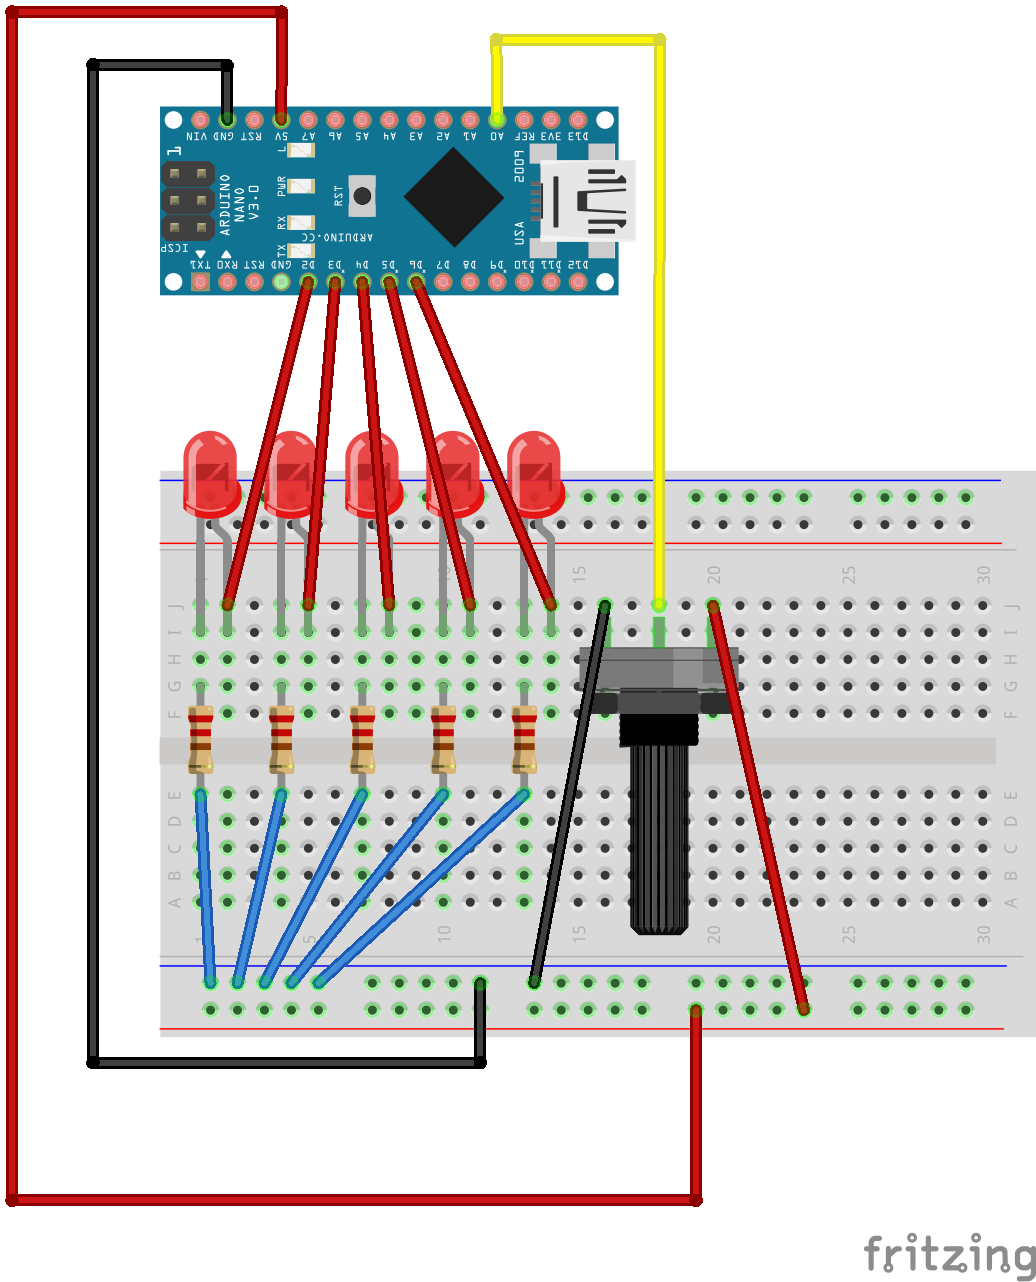 VIN GND RST 5V A7 A6 A5 A4 A3 A2 A1 A0 REF 3V3 D13
1
L
PWR
RX
TX
ARDUINO
NANO
V3.0
ICSP
RST
ARDUINO.CC
USA
TX1 RX0 RST GND D2 D3 D4 D5 D6 D7 D8 D9 D10 D11 D12
15 20 25 30
J J
I I
H H
G G
F F
E E
D D
C C
B B
A A
1 5 10 15 20 25 30
fritzing